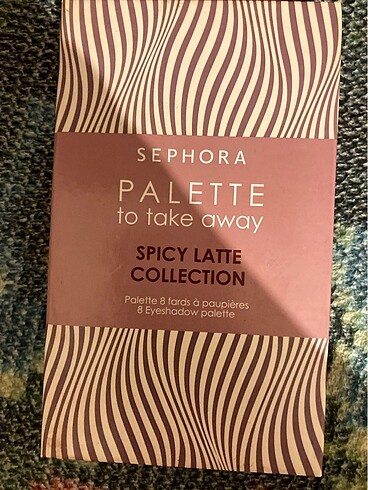 SEPHORA
PALETTE
to take away
SPICY LATTE
COLLECTION
Palette 8 fards à paupières
8 Eyeshadow palette